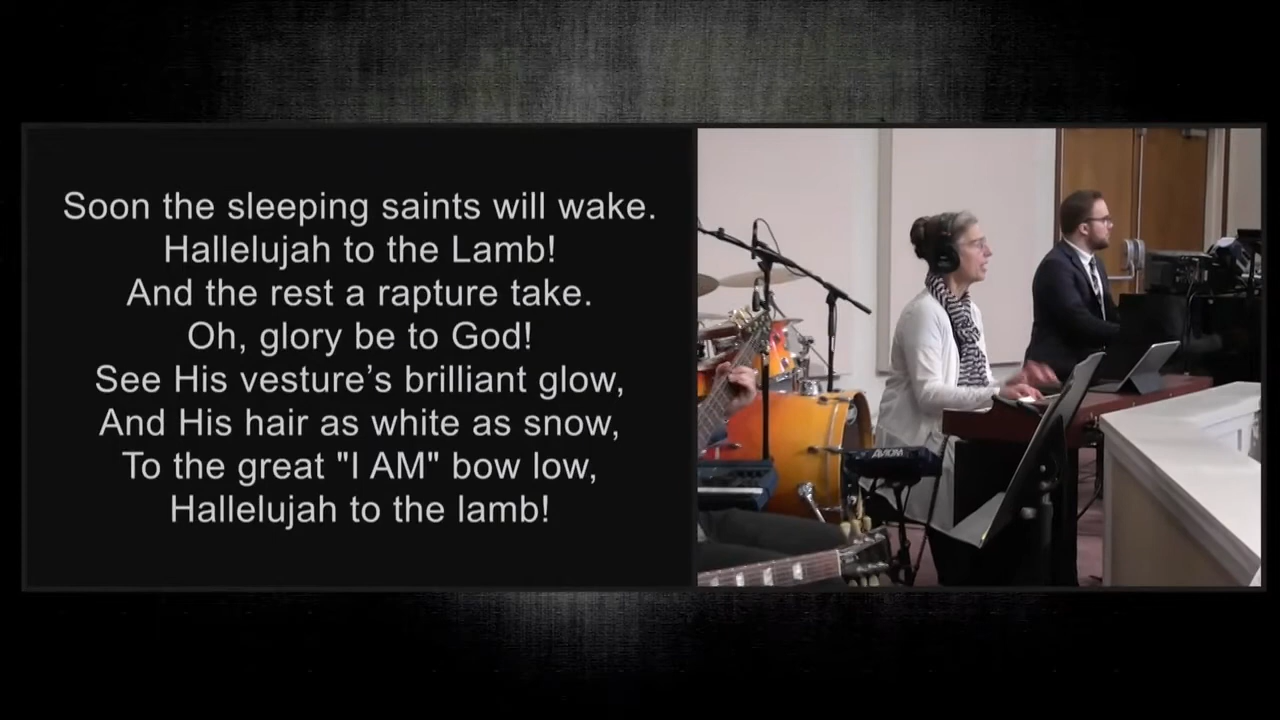 Soon the sleeping saints will wake.
Hallelujah to the Lamb!
And the rest a rapture take.
Oh, glory be to God!
See His vesture’s brilliant glow,
And His hair as white as snow,
To the great "I AM" bow low,
Hallelujah to the lamb!
AVIOM